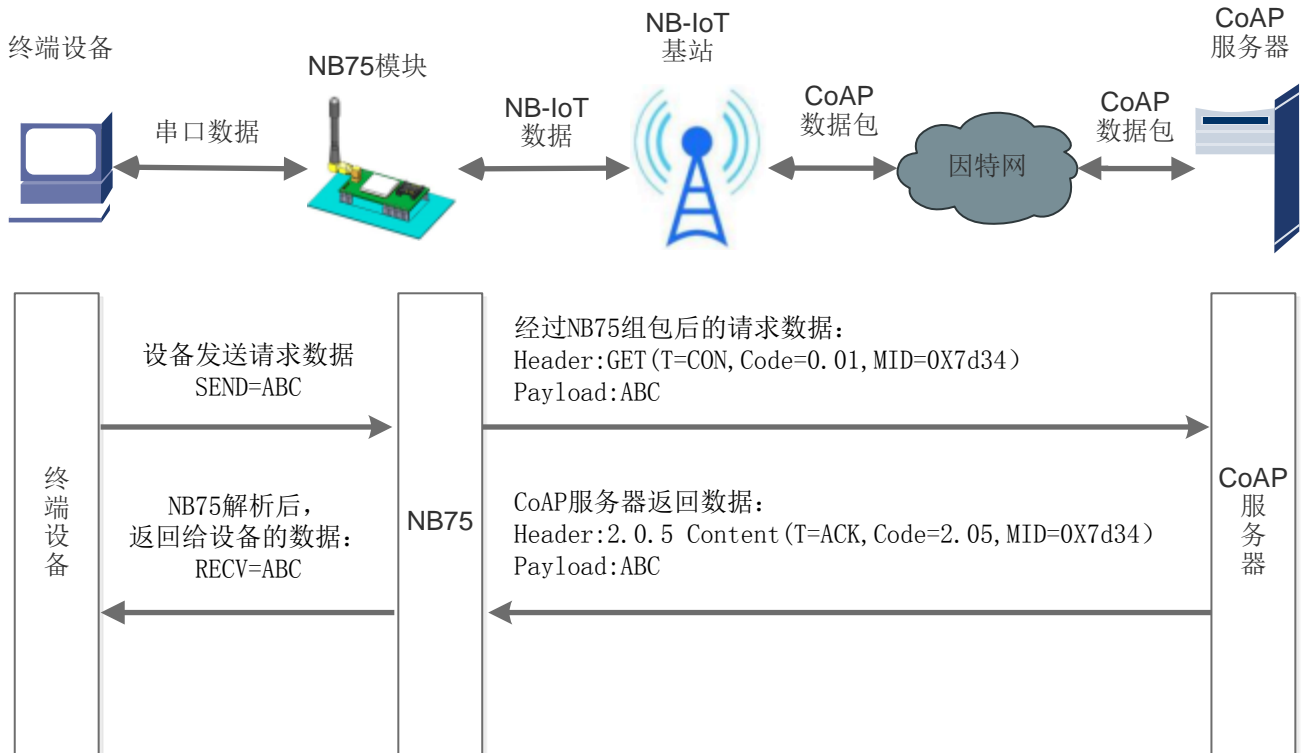 终端设备
NB75模块
NB-IoT
基站
CoAP
服务器
串口数据
NB-IoT
数据
CoAP
数据包
因特网
CoAP
数据包
设备发送请求数据
SEND=ABC
经过NB75组包后的请求数据：
Header:GET(T=CON,Code=0.01,MID=0X7d34）
Payload:ABC
终端设备
NB75解析后，
返回给设备的数据：
RECV=ABC
NB75
CoAP服务器返回数据：
Header:2.0.5 Content(T=ACK,Code=2.05,MID=0X7d34）
Payload:ABC
CoAP
服务器